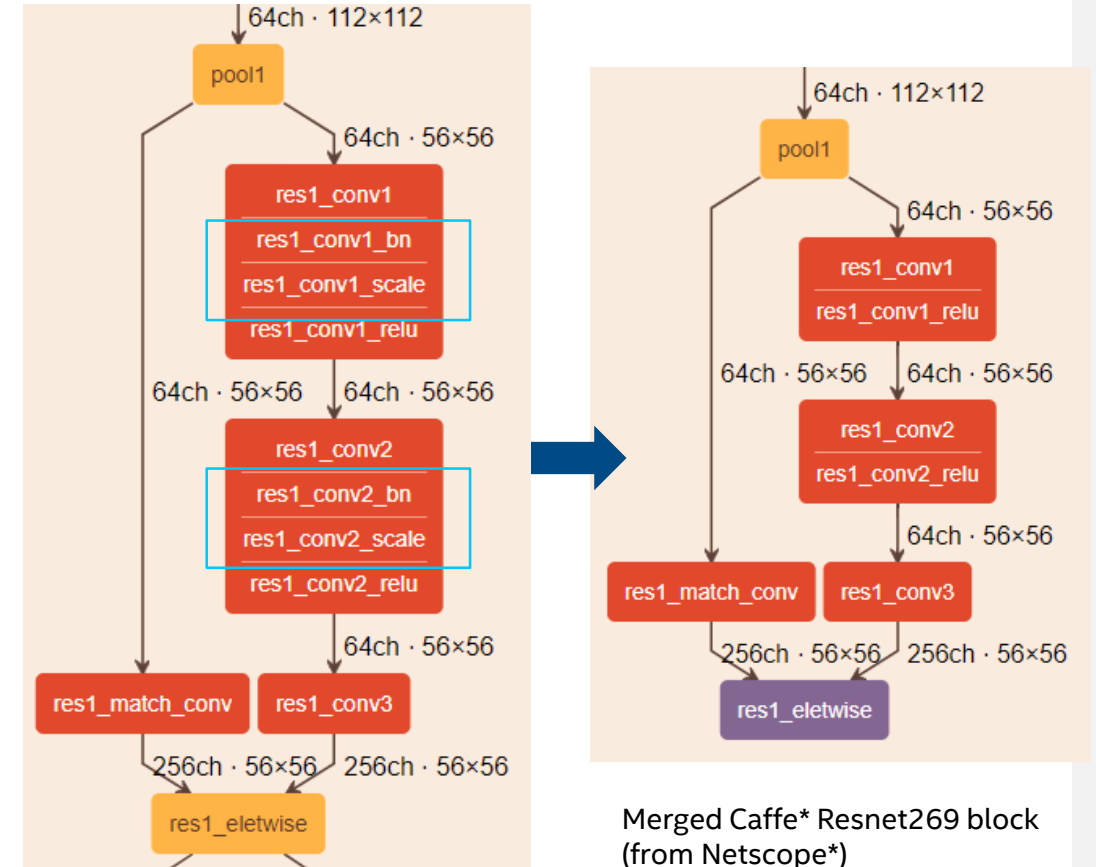 64ch · 112×112
pool1
64ch · 56×56
res1_conv1
res1_conv1_bn
res1_conv1_scale
res1_conv1_relu
64ch · 56×56
64ch · 56×56
res1_conv2
res1_conv2_bn
res1_conv2_scale
res1_conv2_relu
64ch · 56×56
res1_match_conv
res1_conv3
256ch · 56×56
256ch · 56×56
res1_eletwise
64ch · 112×112
pool1
64ch · 56×56
res1_conv1
res1_conv1_relu
64ch · 56×56
64ch · 56×56
res1_conv2
res1_conv2_relu
64ch · 56×56
res1_match_conv
res1_conv3
256ch · 56×56
256ch · 56×56
res1_eletwise
Merged Caffe* Resnet269 block
(from Netscope*)